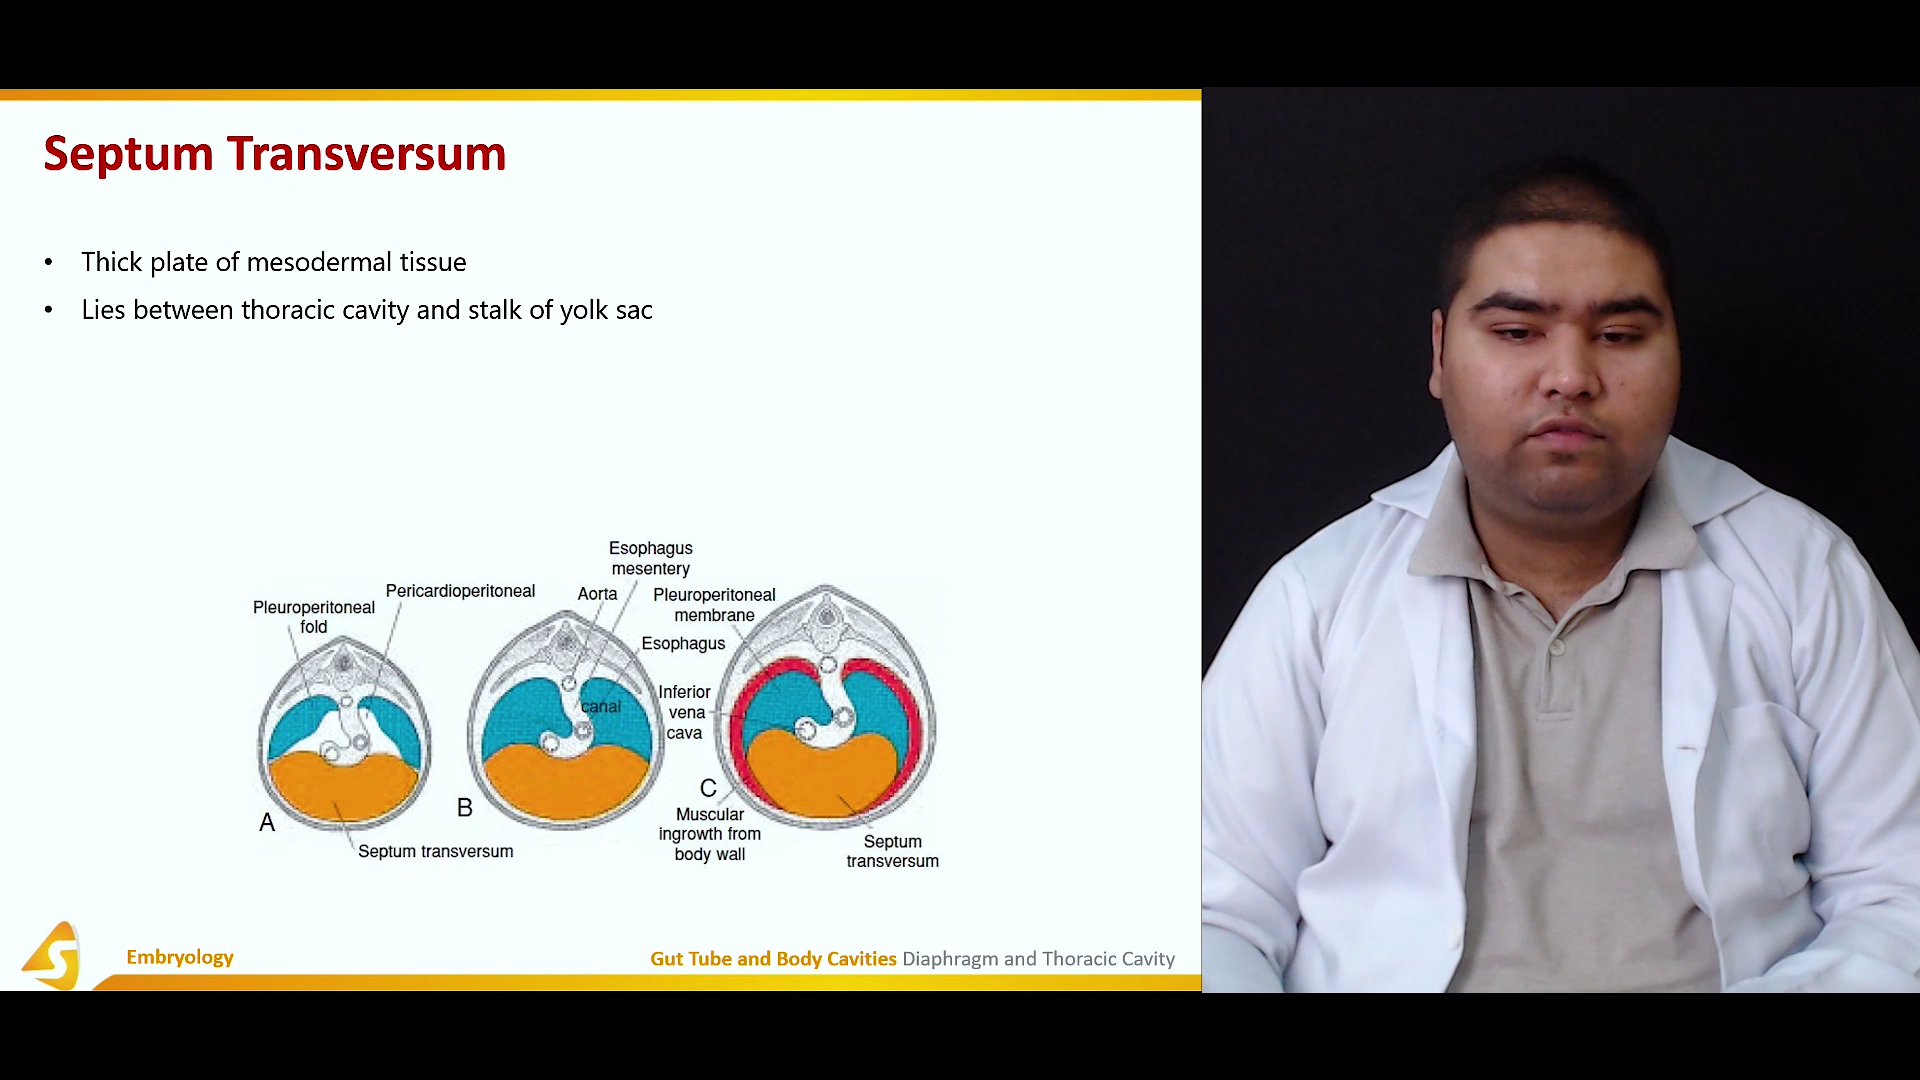 Septum Transversum
• Thick plate of mesodermal tissue
• Lies between thoracic cavity and stalk of yolk sac
Esophagus
mesentery
Pericardioperitoneal
Aorta
Pleuroperitoneal
membrane
Pleuroperitoneal
fold
Esophagus
canal
Inferior
vena
cava
A
B
C
Muscular
ingrowth from
body wall
Septum transversum
Septum
transversum
S
Embryology
Gut Tube and Body Cavities Diaphragm and Thoracic Cavity